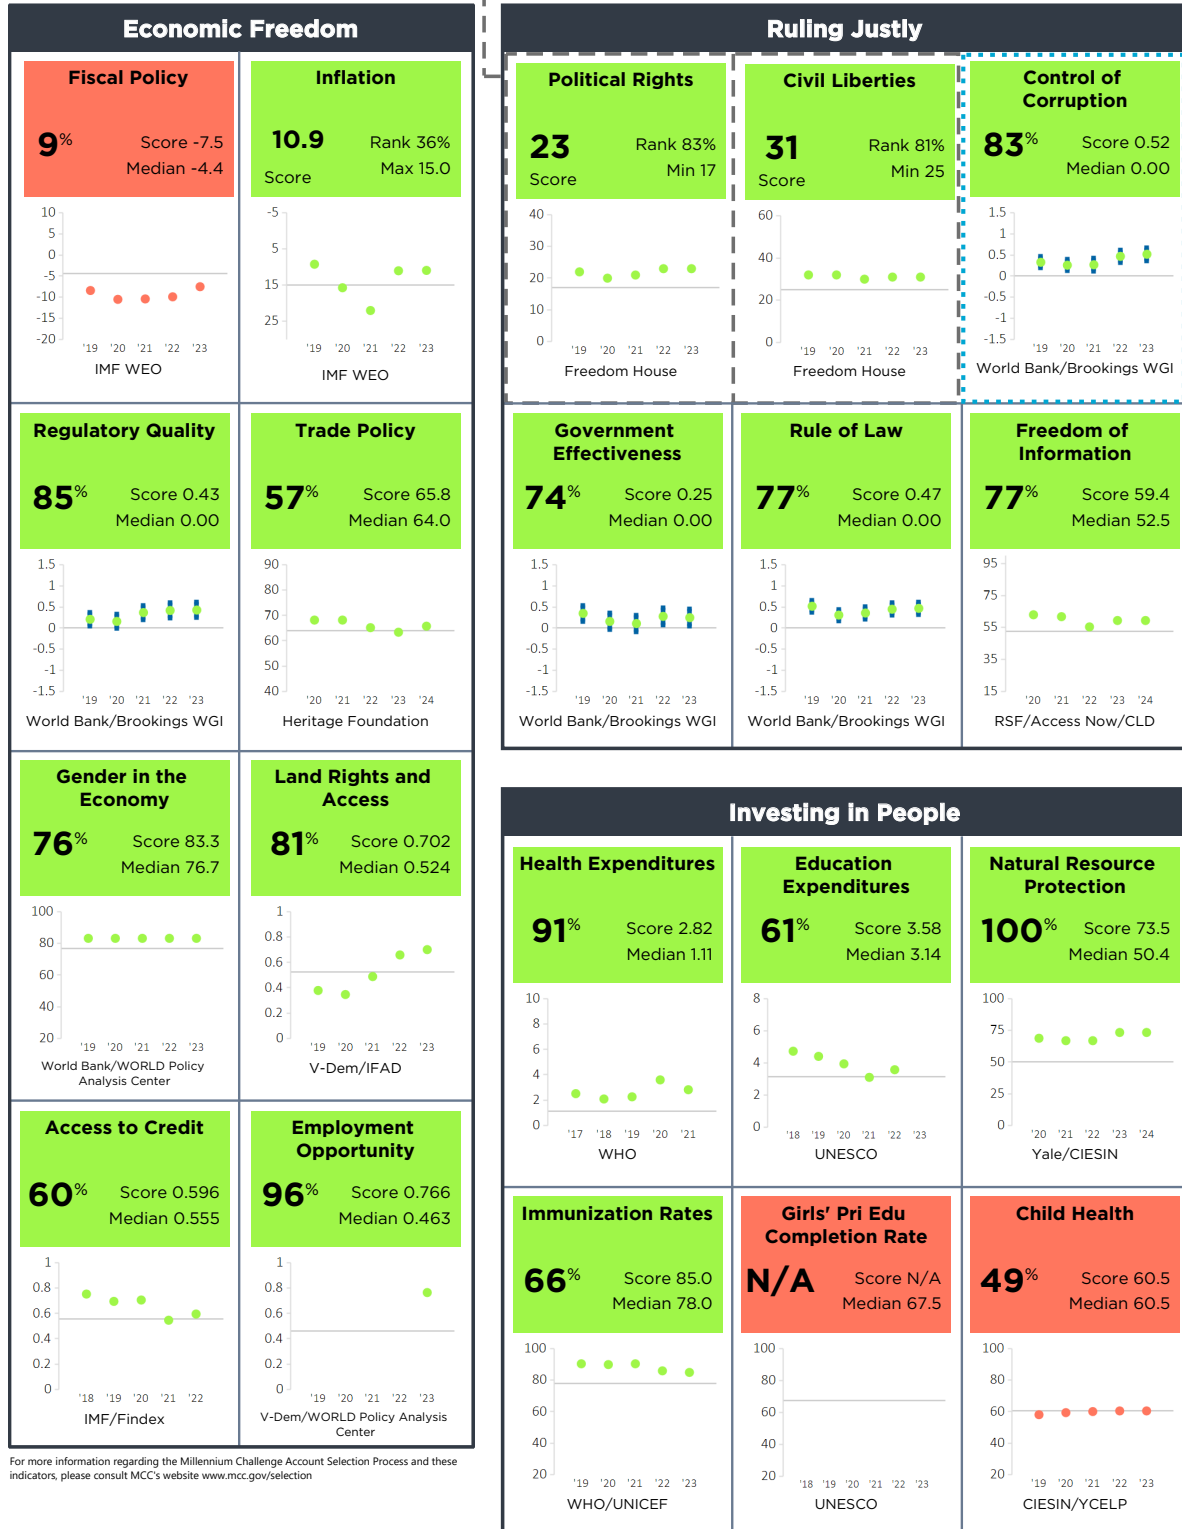 Economic Freedom
Fiscal Policy
9%
Score -7.5
Median -4.4
10
5
0
-5
-10
-15
-20
'19 '20 '21 '22 '23
IMF WEO
Inflation
10.9
Score
Rank 36%
Max 15.0
-5
5
15
25
'19 '20 '21 '22 '23
IMF WEO
Regulatory Quality
85%
Score 0.43
Median 0.00
1.5
1
0.5
0
-0.5
-1
-1.5
'19 '20 '21 '22 '23
World Bank/Brookings WGI
Trade Policy
57%
Score 65.8
Median 64.0
90
80
70
60
50
40
'20 '21 '22 '23 '24
Heritage Foundation
Gender in the
Economy
76%
Score 83.3
Median 76.7
100
80
60
40
20
'19 '20 '21 '22 '23
World Bank/WORLD Policy
Analysis Center
Land Rights and
Access
81%
Score 0.702
Median 0.524
1
0.8
0.6
0.4
0.2
0
'19 '20 '21 '22 '23
V-Dem/IFAD
Access to Credit
60%
Score 0.596
Median 0.555
1
0.8
0.6
0.4
0.2
0
'18 '19 '20 '21 '22
IMF/Findex
Employment
Opportunity
96%
Score 0.766
Median 0.463
1
0.8
0.6
0.4
0.2
0
'19 '20 '21 '22 '23
V-Dem/WORLD Policy Analysis
Center
For more information regarding the Millennium Challenge Account Selection Process and these
indicators, please consult MCC's website www.mcc.gov/selection
Ruling Justly
Political Rights
23
Score
Rank 83%
Min 17
40
30
20
10
0
'19 '20 '21 '22 '23
Freedom House
Civil Liberties
31
Score
Rank 81%
Min 25
60
40
20
0
'19 '20 '21 '22 '23
Freedom House
Control of
Corruption
83%
Score 0.52
Median 0.00
1.5
1
0.5
0
-0.5
-1
-1.5
'19 '20 '21 '22 '23
World Bank/Brookings WGI
Government
Effectiveness
74%
Score 0.25
Median 0.00
1.5
1
0.5
0
-0.5
-1
-1.5
'19 '20 '21 '22 '23
World Bank/Brookings WGI
Rule of Law
77%
Score 0.47
Median 0.00
1.5
1
0.5
0
-0.5
-1
-1.5
'19 '20 '21 '22 '23
World Bank/Brookings WGI
Freedom of
Information
77%
Score 59.4
Median 52.5
95
75
55
35
15
'20 '21 '22 '23 '24
RSF/Access Now/CLD
Investing in People
Health Expenditures
91%
Score 2.82
Median 1.11
10
8
6
4
2
0
'17 '18 '19 '20 '21
WHO
Education
Expenditures
61%
Score 3.58
Median 3.14
8
6
4
2
0
'18 '19 '20 '21 '22 '23
UNESCO
Natural Resource
Protection
100%
Score 73.5
Median 50.4
100
75
50
25
0
'20 '21 '22 '23 '24
Yale/CIESIN
Immunization Rates
66%
Score 85.0
Median 78.0
100
80
60
40
20
'19 '20 '21 '22 '23
WHO/UNICEF
Girls' Pri Edu
Completion Rate
N/A
Score N/A
Median 67.5
100
80
60
40
20
'18 '19 '20 '21 '22 '23
UNESCO
Child Health
49%
Score 60.5
Median 60.5
100
80
60
40
20
'19 '20 '21 '22 '23
CIESIN/YCELP